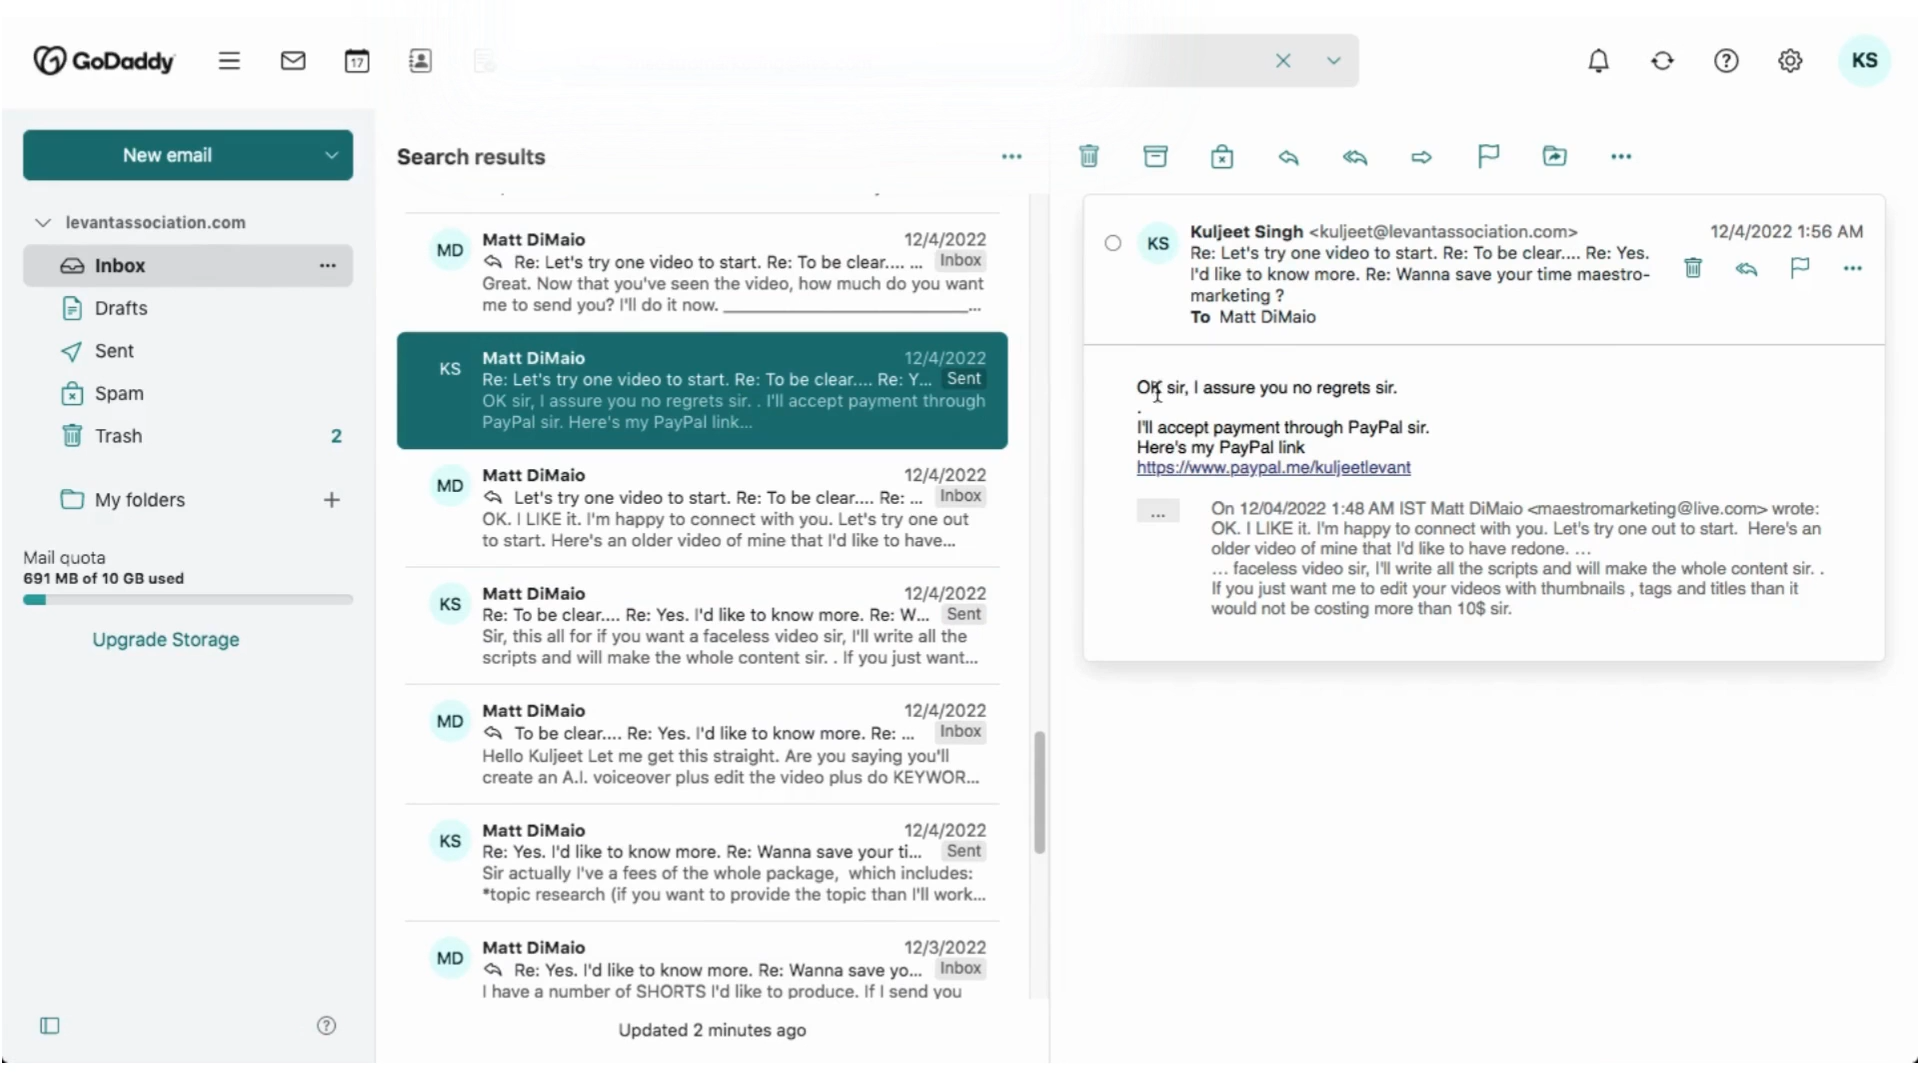 GoDaddy
17
KS
New email
levantassociation.com
Inbox
Drafts
Sent
Spam
Trash 2
My folders
Mail quota
691 MB of 10 GB used
Upgrade Storage
Search results
MD
Matt DiMaio 12/4/2022
Re: Let's try one video to start. Re: To be clear.... ... Inbox
Great. Now that you've seen the video, how much do you want
me to send you? I'll do it now. ___________________________...
KS
Matt DiMaio 12/4/2022
Re: Let's try one video to start. Re: To be clear.... Re: Y... Sent
OK sir, I assure you no regrets sir. . I'll accept payment through
PayPal sir. Here's my PayPal link...
MD
Matt DiMaio 12/4/2022
Let's try one video to start. Re: To be clear.... Re: ... Inbox
OK. I LIKE it. I'm happy to connect with you. Let's try one out
to start. Here's an older video of mine that I'd like to have...
KS
Matt DiMaio 12/4/2022
Re: To be clear.... Re: Yes. I'd like to know more. Re: W... Sent
Sir, this all for if you want a faceless video sir, I'll write all the
scripts and will make the whole content sir. . If you just want...
MD
Matt DiMaio 12/4/2022
To be clear.... Re: Yes. I'd like to know more. Re: ... Inbox
Hello Kuljeet Let me get this straight. Are you saying you'll
create an A.I. voiceover plus edit the video plus do KEYWOR...
KS
Matt DiMaio 12/4/2022
Re: Yes. I'd like to know more. Re: Wanna save your ti... Sent
Sir actually I've a fees of the whole package, which includes:
*topic research (if you want to provide the topic than I'll work...
MD
Matt DiMaio 12/3/2022
Re: Yes. I'd like to know more. Re: Wanna save yo... Inbox
I have a number of SHORTS I'd like to produce. If I send you
Updated 2 minutes ago
KS
Kuljeet Singh <kuljeet@levantassociation.com> 12/4/2022 1:56 AM
Re: Let's try one video to start. Re: To be clear.... Re: Yes.
I'd like to know more. Re: Wanna save your time maestro-
marketing ?
To Matt DiMaio
OK sir, I assure you no regrets sir.
.
I'll accept payment through PayPal sir.
Here's my PayPal link
https://www.paypal.me/kuljeetlevant
...
On 12/04/2022 1:48 AM IST Matt DiMaio <maestromarketing@live.com> wrote:
OK. I LIKE it. I'm happy to connect with you. Let's try one out to start. Here's an
older video of mine that I'd like to have redone. ...
... faceless video sir, I'll write all the scripts and will make the whole content sir. .
If you just want me to edit your videos with thumbnails , tags and titles than it
would not be costing more than 10$ sir.